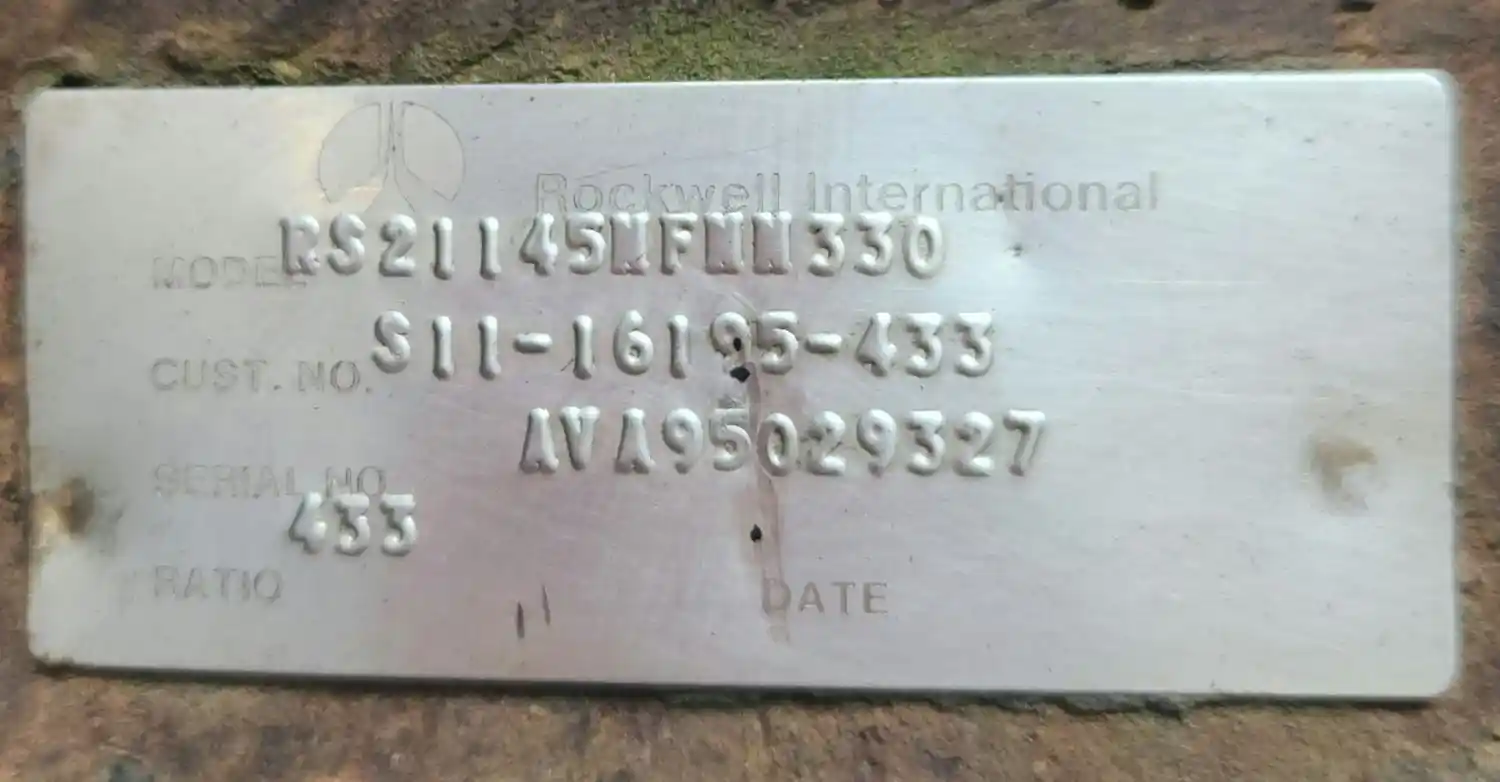 Rockwell International
MODEL RS21145NFNN330
CUST. NO. S11-16195-433
SERIAL NO. AVA95029327
433
RATIO DATE